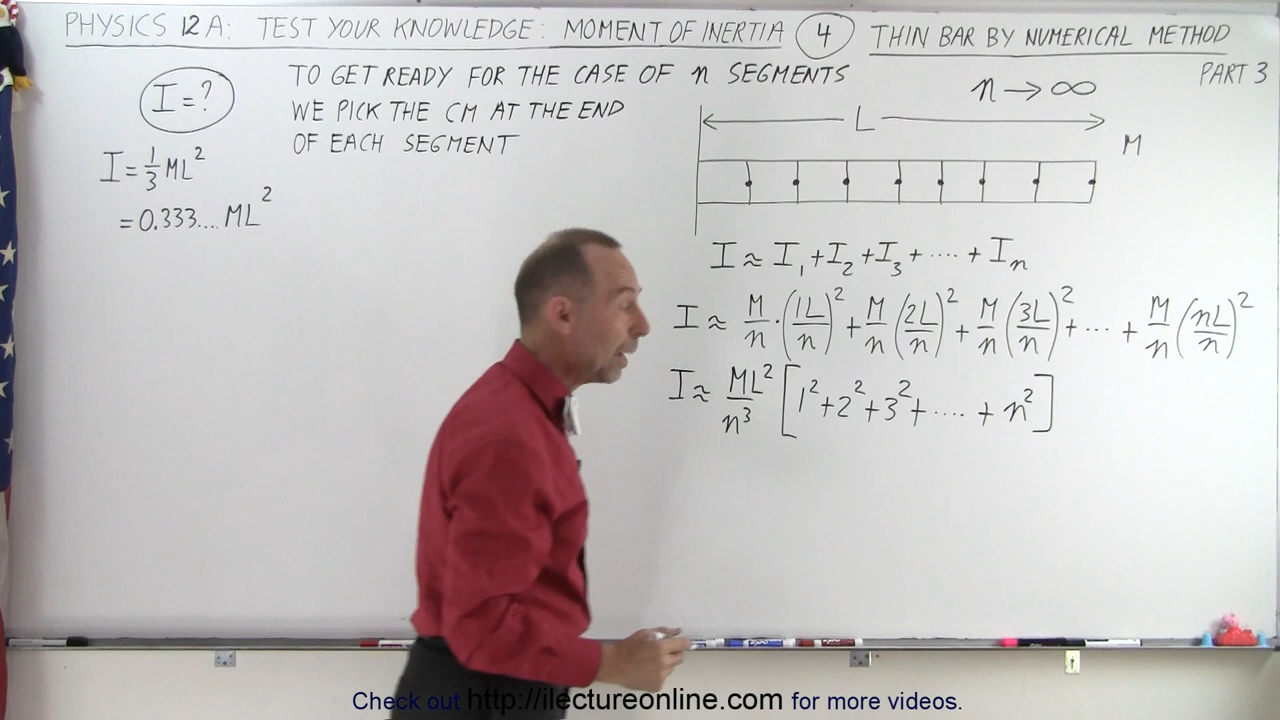 PHYSICS 12A: TEST YOUR KNOWLEDGE: MOMENT OF INERTIA 4 THIN BAR BY NUMERICAL METHOD
PART 3
I = ?
TO GET READY FOR THE CASE OF n SEGMENTS
WE PICK THE CM AT THE END
OF EACH SEGMENT
n → ∞
I = 1/3 ML²
= 0.333.... ML²
L
M
I ≈ I₁ + I₂ + I₃ + .... + Iₙ
I ≈ M/n · (1L/n)² + M/n (2L/n)² + M/n (3L/n)² + ... + M/n (nL/n)²
I ≈ ML²/n³ [1² + 2² + 3² + .... + n²]
Check out http://ilectureonline.com for more videos.